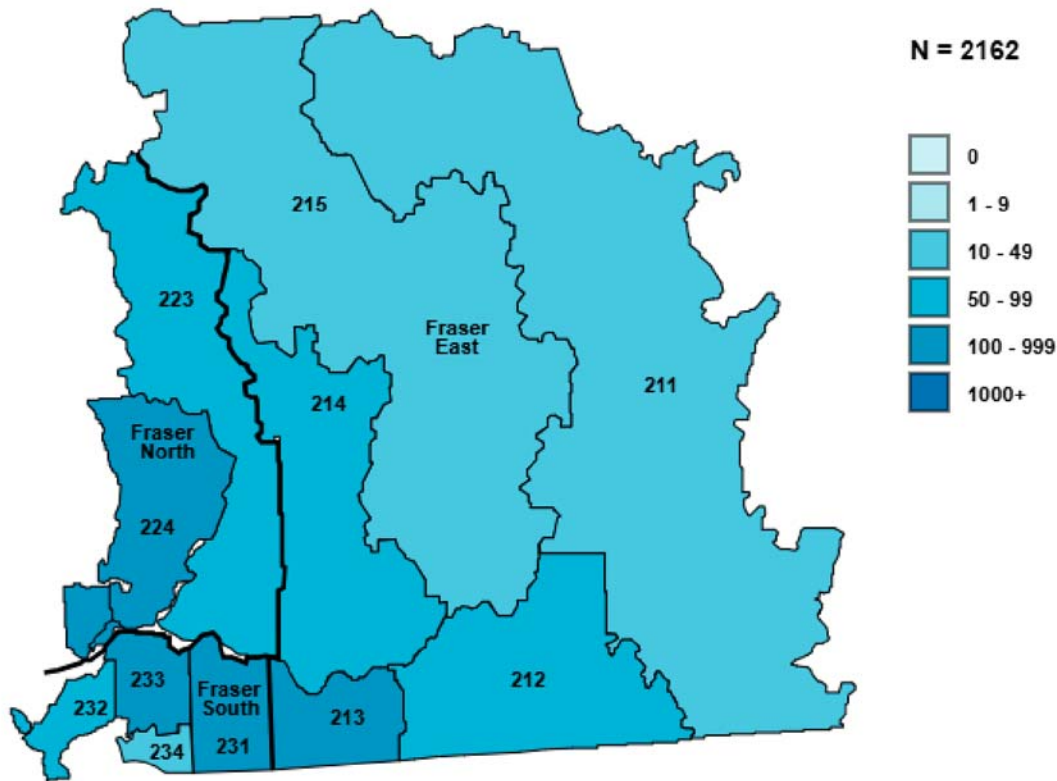 N = 2162
0
1 - 9
10 - 49
50 - 99
100 - 999
1000+
215
223
Fraser
East
211
214
Fraser
North
224
233
Fraser
South
232
213
212
234
231